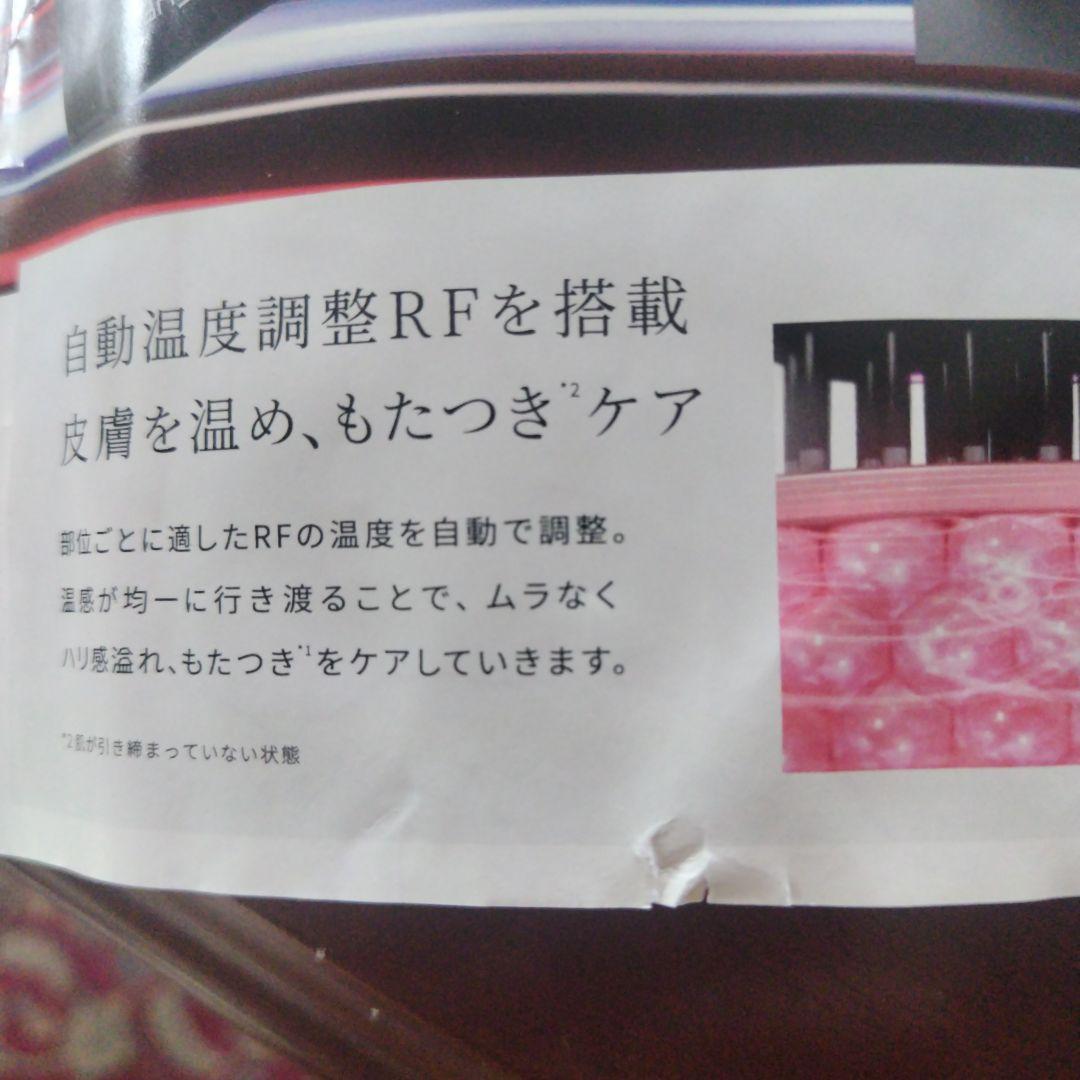 自動温度調整RFを搭載
皮膚を温め、もたつき*2ケア
部位ごとに適したRFの温度を自動で調整。
温感が均一に行き渡ることで、ムラなく
ハリ感溢れ、もたつき*1をケアしていきます。
*2 肌が引き締まっていない状態